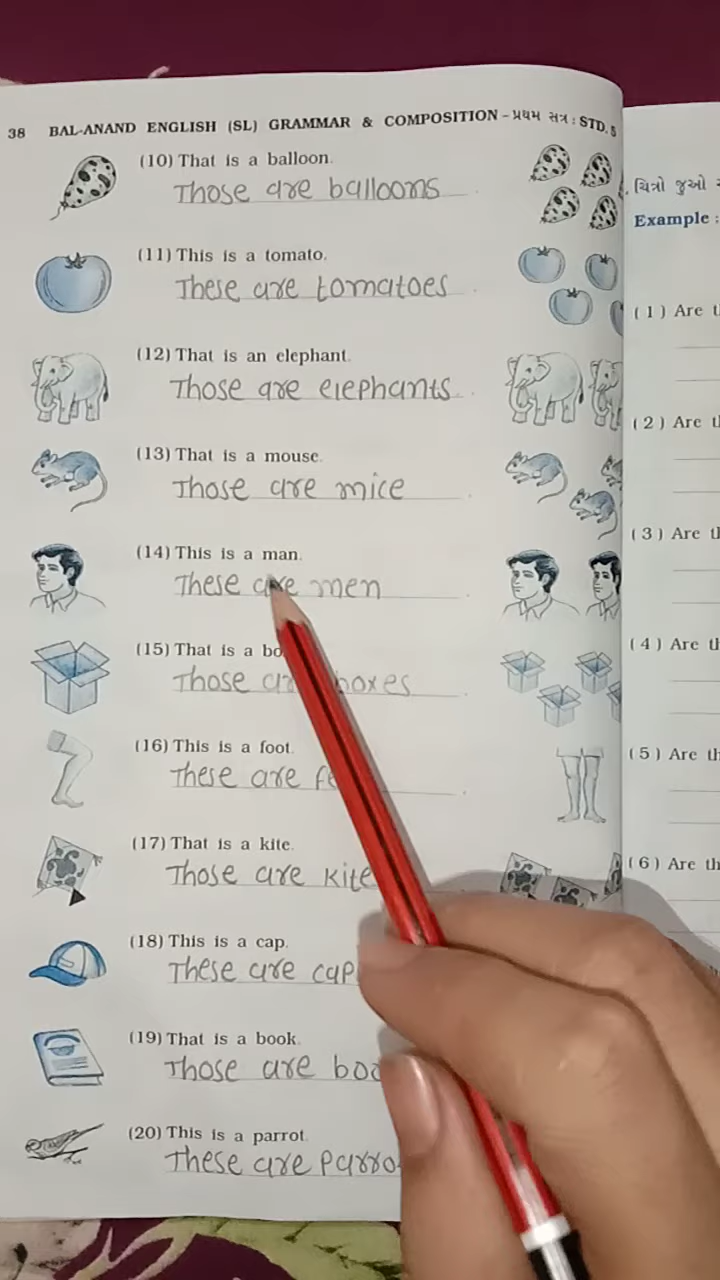 38 BAL-ANAND ENGLISH (SL) GRAMMAR & COMPOSITION – પ્રથમ સત્ર : STD. 5
(10) That is a balloon.
Those are balloons
(11) This is a tomato.
These are tomatoes
(12) That is an elephant.
Those are elephants
(13) That is a mouse.
Those are mice
(14) This is a man.
These are men
(15) That is a
Those boxes
(16) This is a foot.
These are
(17) That is a kite.
Those are
(18) This is a cap.
These are
(19) That is a book.
Those are
(20) This is a parrot.
These are
ચિત્રો જુઓ
Example :
(1) Are
(2) Are
(3) Are
(4) Are
(5) Are
(6) Are